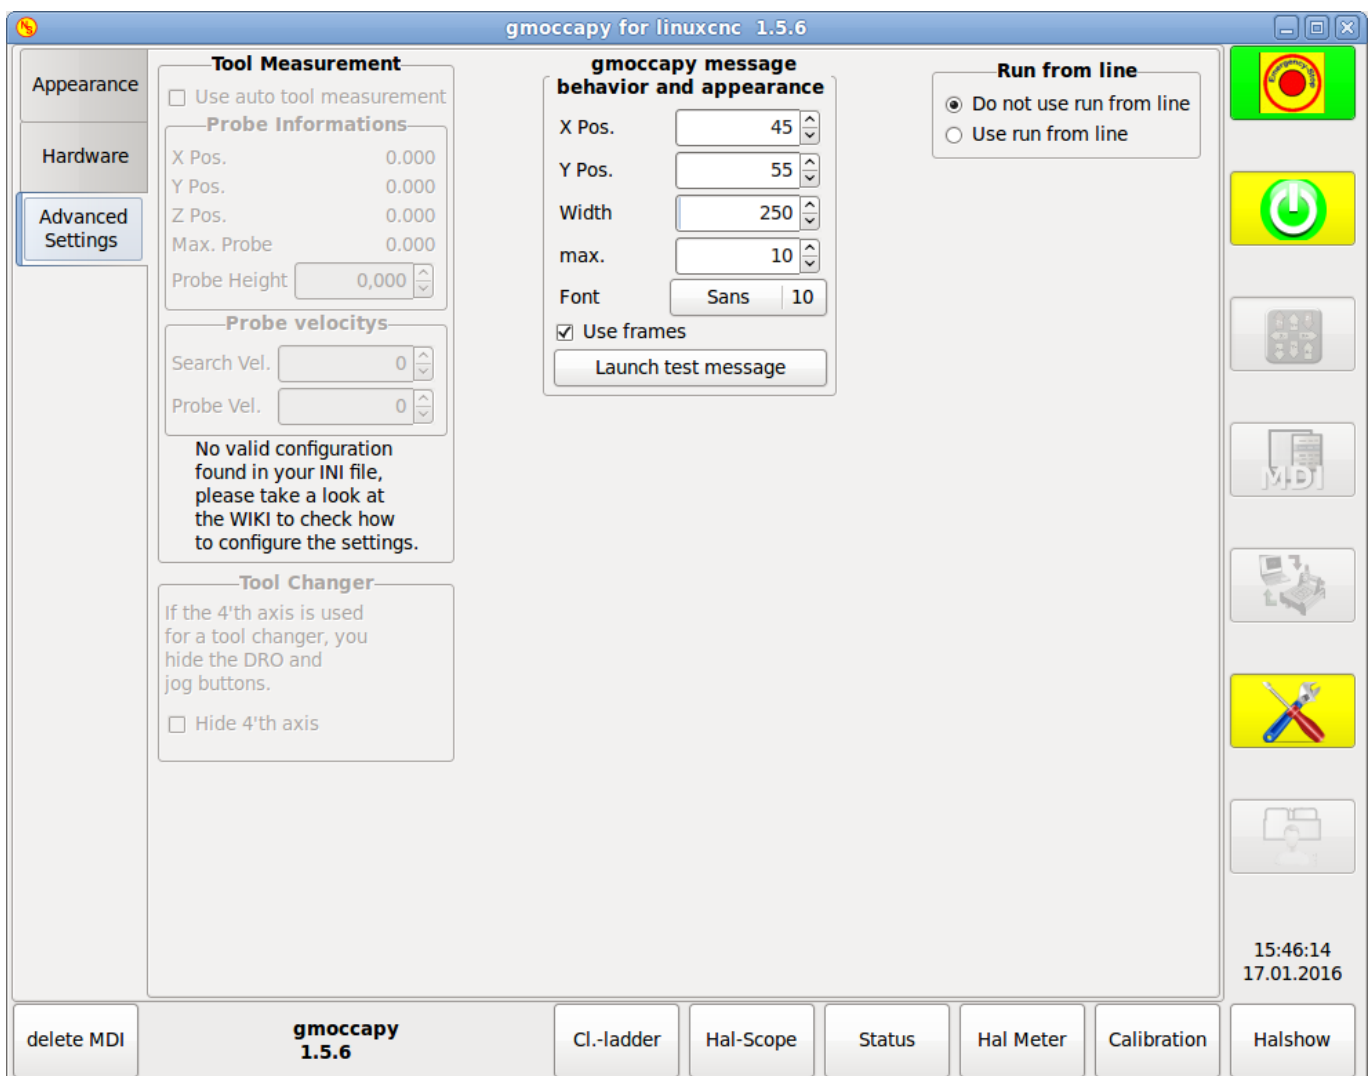 gmoccapy for linuxcnc 1.5.6
Appearance
Hardware
Advanced
Settings
Tool Measurement
Use auto tool measurement
Probe Informations
X Pos. 0.000
Y Pos. 0.000
Z Pos. 0.000
Max. Probe 0.000
Probe Height 0,000
Probe velocitys
Search Vel. 0
Probe Vel. 0
No valid configuration
found in your INI file,
please take a look at
the WIKI to check how
to configure the settings.
Tool Changer
If the 4'th axis is used
for a tool changer, you
hide the DRO and
jog buttons.
Hide 4'th axis
gmoccapy message
behavior and appearance
X Pos. 45
Y Pos. 55
Width 250
max. 10
Font Sans 10
Use frames
Launch test message
Run from line
Do not use run from line
Use run from line
Emergency-Stop
MDI
15:46:14
17.01.2016
delete MDI
gmoccapy
1.5.6
Cl.-ladder
Hal-Scope
Status
Hal Meter
Calibration
Halshow